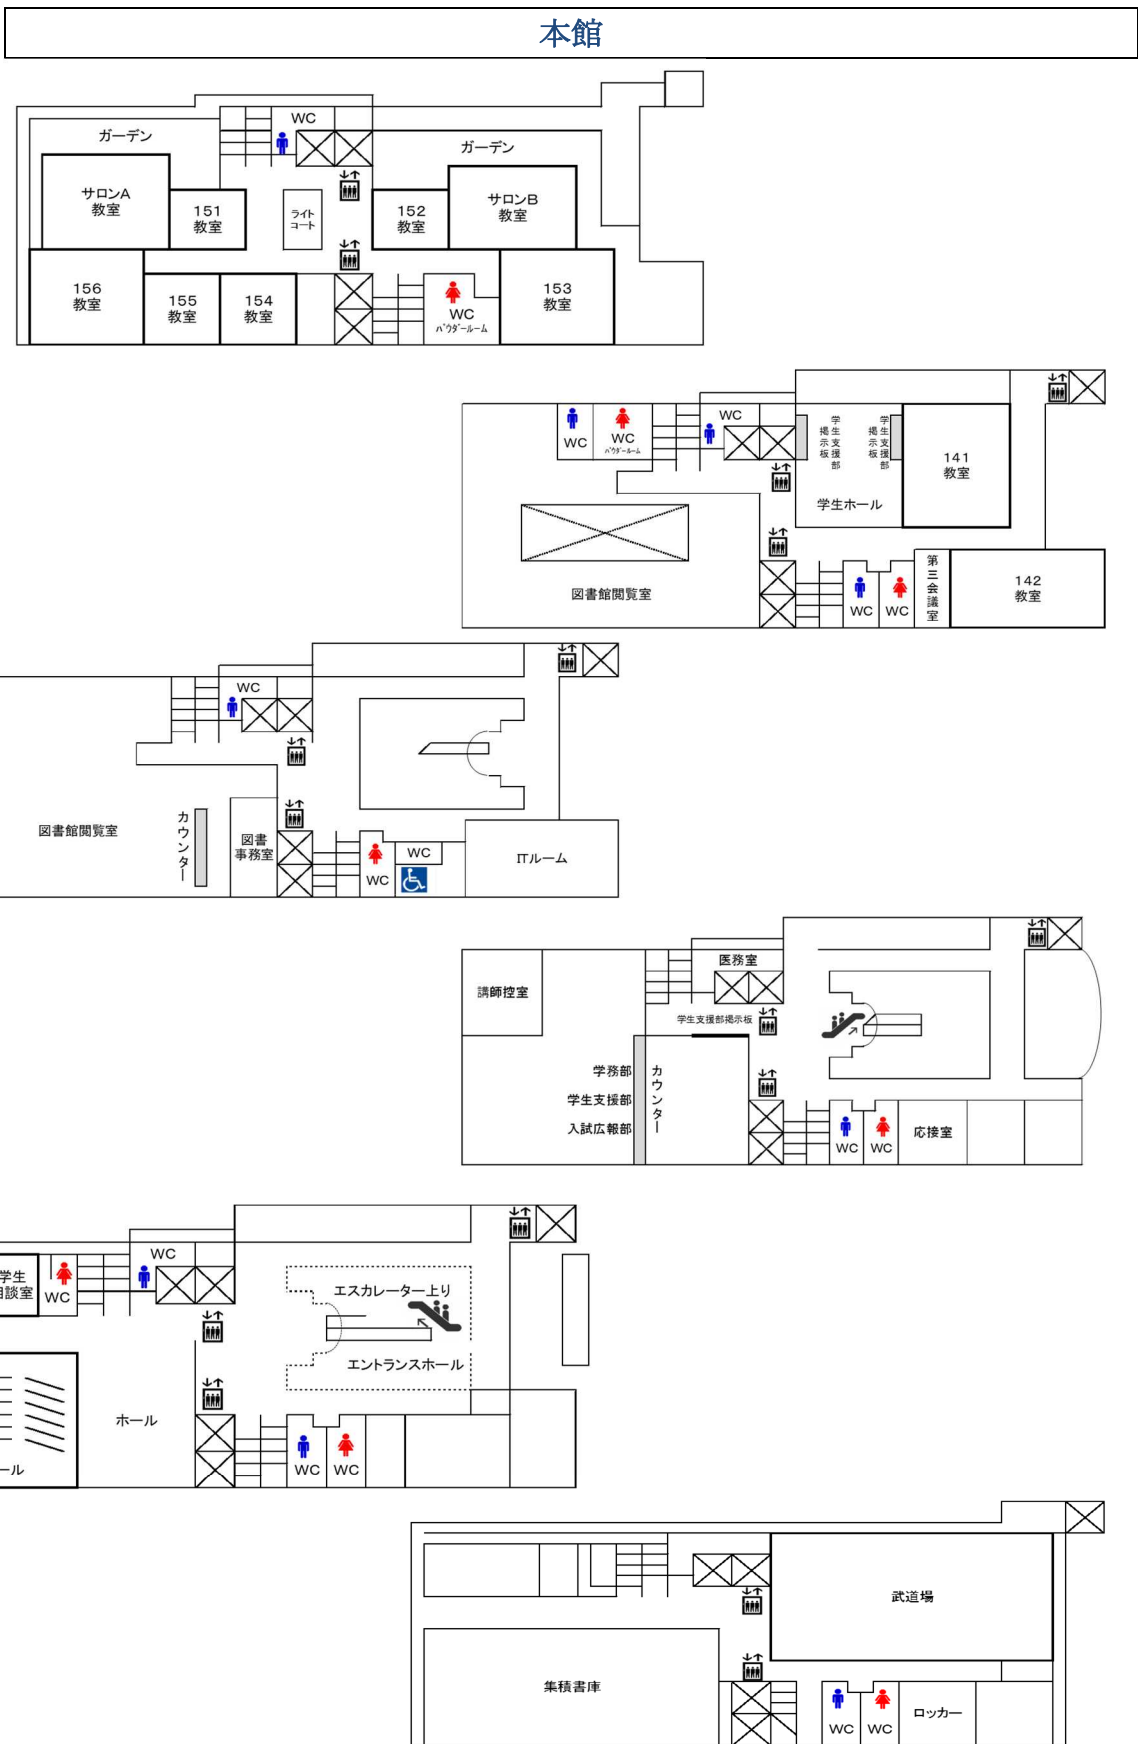 本館
WC
ガーデン
ガーデン
サロンA
教室
151
教室
ライト
コート
152
教室
サロンB
教室
156
教室
155
教室
154
教室
WC
ﾊﾟｳﾀﾞｰﾙｰﾑ
153
教室
WC
WC
ﾊﾟｳﾀﾞｰﾙｰﾑ
WC
学生支援部
掲示板
学生支援部
掲示板
141
教室
学生ホール
図書館閲覧室
WC
WC
第三会議室
142
教室
WC
図書館閲覧室
カウンター
図書
事務室
WC
WC
ITルーム
講師控室
医務室
学生支援部掲示板
学務部
学生支援部
入試広報部
カウンター
WC
WC
応接室
学生
相談室
WC
WC
エスカレーター上り
エントランスホール
ホール
ール
WC
WC
武道場
集積書庫
WC
WC
ロッカー